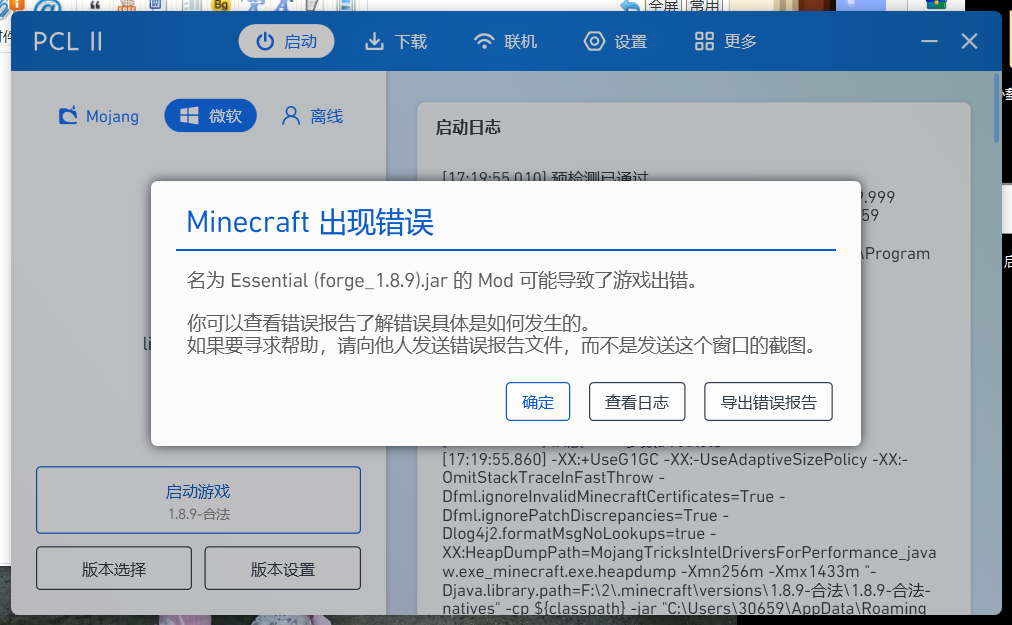 全屏 常用
PCL II
启动
下载
联机
设置
更多
Mojang
微软
离线
启动日志
[17:19:55.010] 预检测已通过
.999
59
\Program
Minecraft 出现错误
名为 Essential (forge_1.8.9).jar 的 Mod 可能导致了游戏出错。
你可以查看错误报告了解错误具体是如何发生的。
如果要寻求帮助，请向他人发送错误报告文件，而不是发送这个窗口的截图。
li
确定
查看日志
导出错误报告
[17:19:55.860] -XX:+UseG1GC -XX:-UseAdaptiveSizePolicy -XX:-
OmitStackTraceInFastThrow -
Dfml.ignoreInvalidMinecraftCertificates=True -
Dfml.ignorePatchDiscrepancies=True -
Dlog4j2.formatMsgNoLookups=true -
XX:HeapDumpPath=MojangTricksIntelDriversForPerformance_java
w.exe_minecraft.exe.heapdump -Xmn256m -Xmx1433m "-
Djava.library.path=F:\2\.minecraft\versions\1.8.9-合法\1.8.9-合法-
natives" -cp ${classpath} -jar "C:\Users\30659\AppData\Roaming
启动游戏
1.8.9-合法
版本选择
版本设置